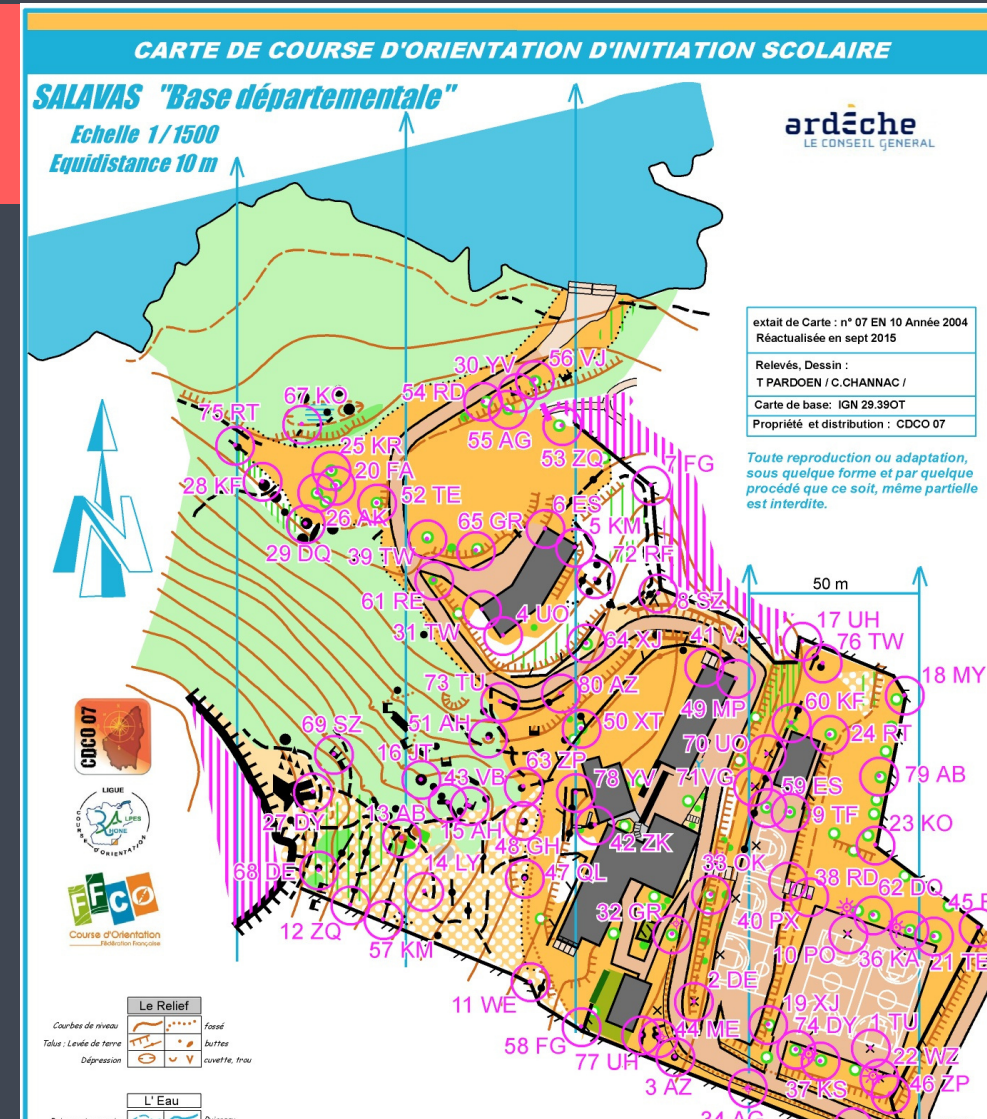 CARTE DE COURSE D'ORIENTATION D'INITIATION SCOLAIRE
SALAVAS "Base départementale"
Echelle 1 / 1500
Equidistance 10 m
ardèche
LE CONSEIL GENERAL
extait de Carte : n° 07 EN 10 Année 2004
Réactualisée en sept 2015
Relevés, Dessin :
T PARDOEN / C.CHANNAC /
Carte de base: IGN 29.39OT
Propriété et distribution : CDCO 07
Toute reproduction ou adaptation,
sous quelque forme et par quelque
procédé que ce soit, même partielle
est interdite.
50 m
N
30 YV
56 VJ
54 RD
67 KO
75 RT
55 AG
25 KR
53 ZQ
20 FA
7 FG
28 KF
52 TE
6 ES
26 AK
65 GR
5 KM
29 DQ
39 TW
72 RF
61 RE
8 SZ
4 UO
17 UH
31 TW
64 XJ
41 VJ
76 TW
18 MY
73 TU
80 AZ
49 MP
60 KF
51 AH
50 XT
24 RT
69 SZ
70 UO
16 JT
63 ZP
43 VB
78 YV
71VG
79 AB
59 ES
27 DY
13 AB
9 TF
15 AH
23 KO
48 GH
42 ZK
14 LY
33 OK
68 DE
47 QL
38 RD
62 DQ
32 GR
40 PX
12 ZQ
57 KM
10 PO
36 KA
21 TE
2 DE
11 WE
19 XJ
44 ME
74 DY
1 TU
58 FG
22 WZ
77 UH
3 AZ
37 KS
46 ZP
CDCO 07
LIGUE
RHONE
ALPES
COURSE
D'ORIENTATION
FFCO
Course d'Orientation
Fédération Française
Le Relief
Courbes de niveau
fossé
Talus ; Levée de terre
buttes
Dépression
cuvette, trou
L' Eau